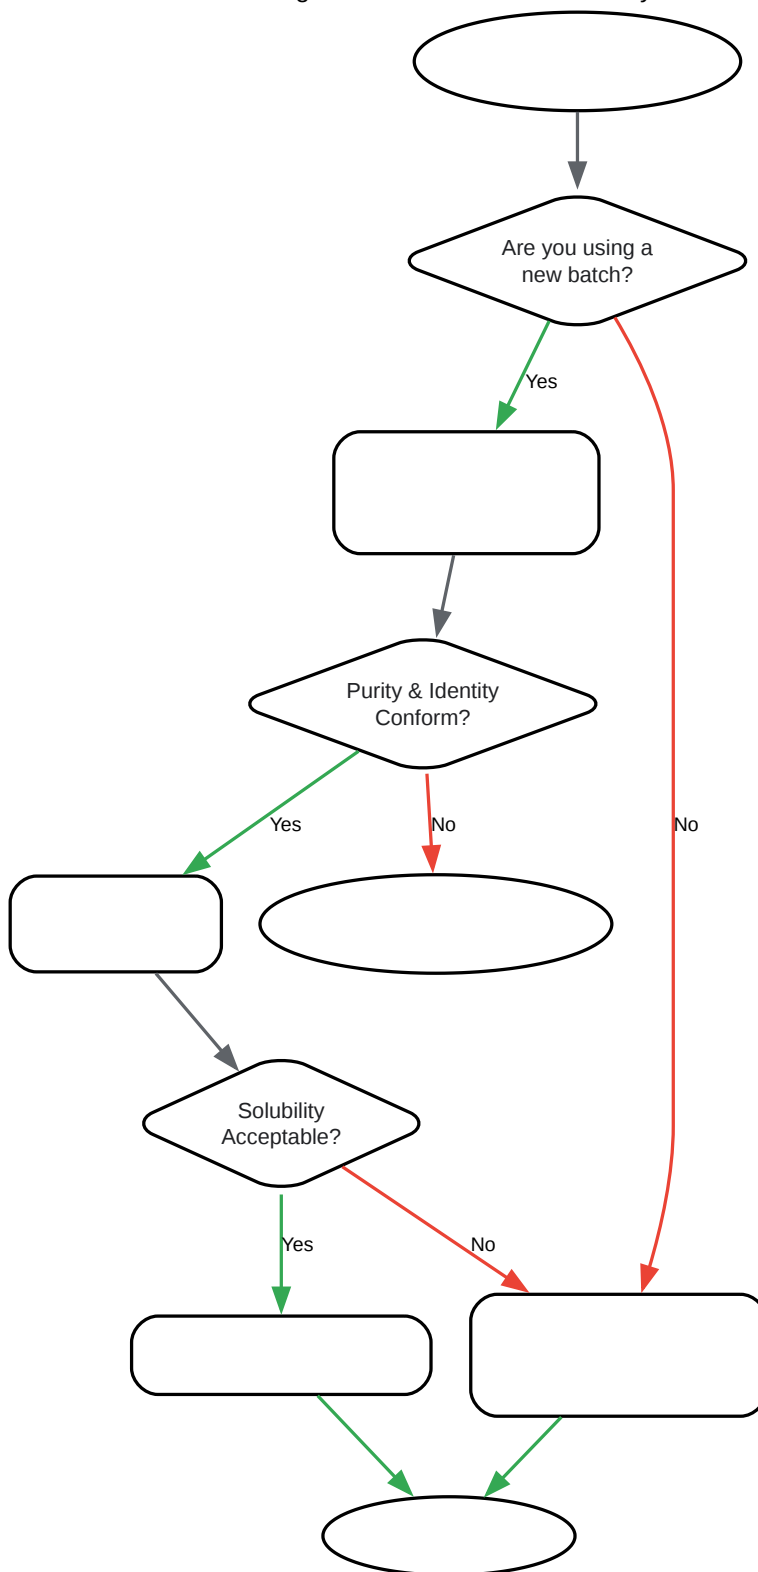 Are you using a
new batch?
Yes
Purity & Identity
Conform?
Yes
No
No
Solubility
Acceptable?
Yes
No